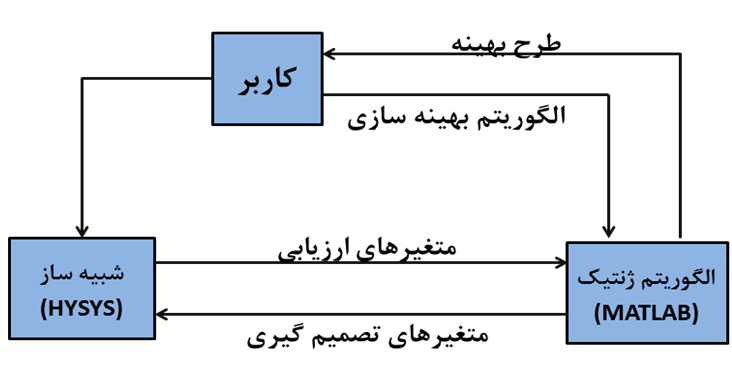 طرح بهینه
کاربر
الگوریتم بهینه سازی
متغیرهای ارزیابی
الگوریتم ژنتیک
(MATLAB)
شبیه ساز
(HYSYS)
متغیرهای تصمیم گیری